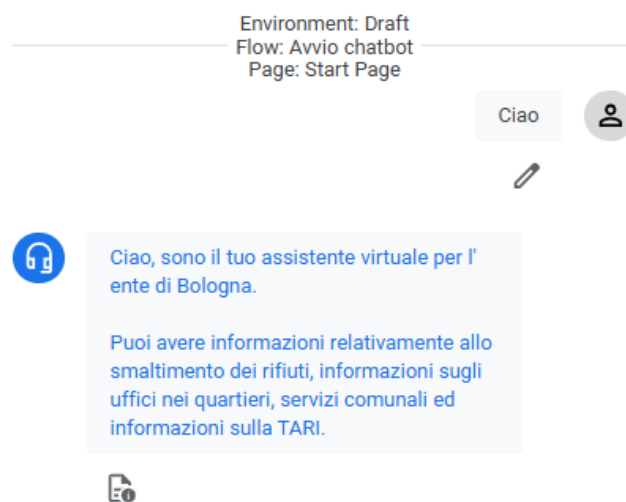 Environment: Draft
Flow: Avvio chatbot
Page: Start Page
Ciao
Ciao, sono il tuo assistente virtuale per l'
ente di Bologna.
Puoi avere informazioni relativamente allo
smaltimento dei rifiuti, informazioni sugli
uffici nei quartieri, servizi comunali ed
informazioni sulla TARI.